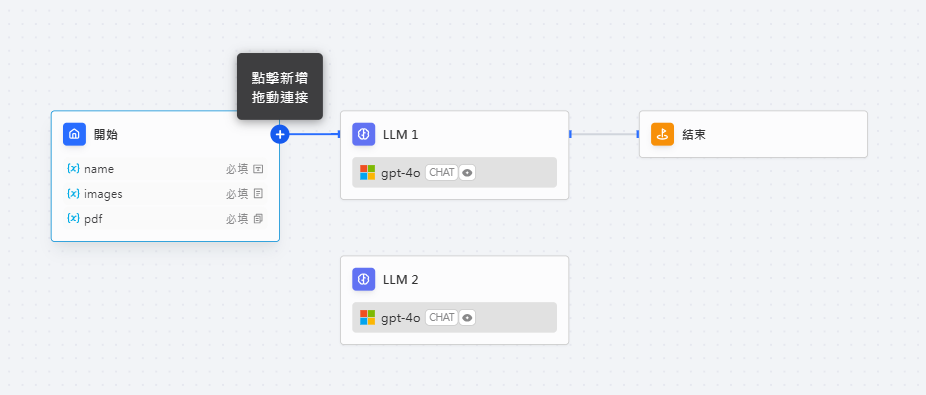 點擊新增
拖動連接
開始
LLM 1
結束
name 必填
gpt-4o CHAT
images 必填
pdf 必填
LLM 2
gpt-4o CHAT